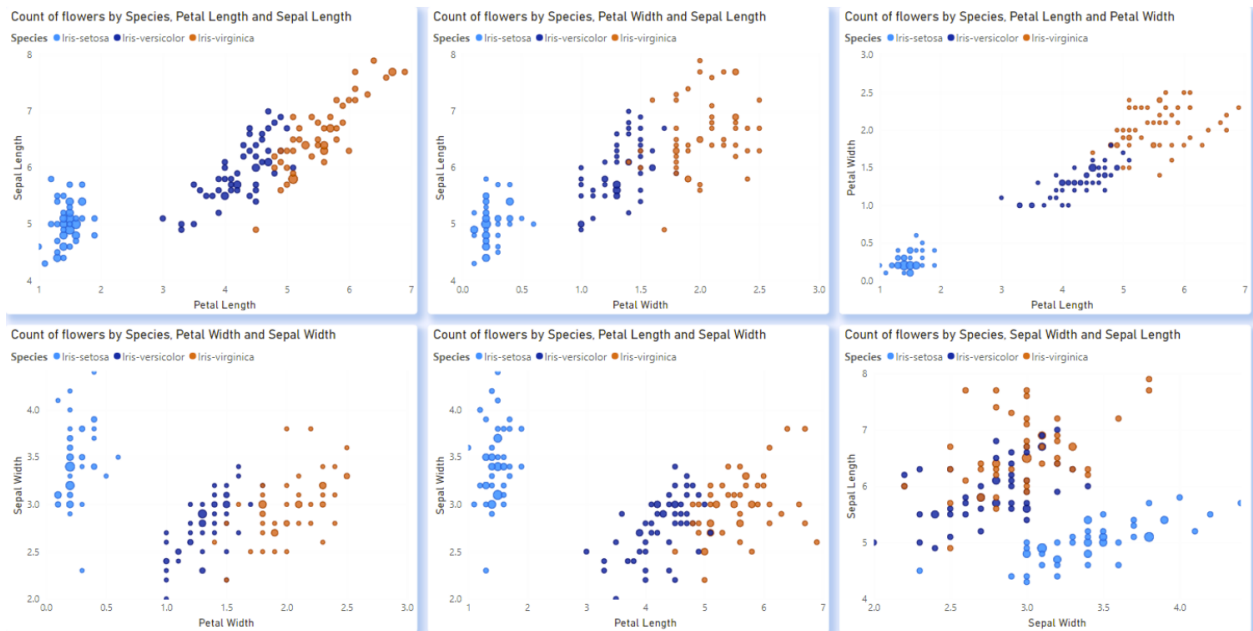 Count of flowers by Species, Petal Length and Sepal Length
Species Iris-setosa Iris-versicolor Iris-virginica
8
7
6
5
4
Sepal Length
1 2 3 4 5 6 7
Petal Length
Count of flowers by Species, Petal Width and Sepal Length
Species Iris-setosa Iris-versicolor Iris-virginica
8
7
6
5
4
Sepal Length
0.0 0.5 1.0 1.5 2.0 2.5 3.0
Petal Width
Count of flowers by Species, Petal Length and Petal Width
Species Iris-setosa Iris-versicolor Iris-virginica
3.0
2.5
2.0
1.5
1.0
0.5
0.0
Petal Width
1 2 3 4 5 6 7
Petal Length
Count of flowers by Species, Petal Width and Sepal Width
Species Iris-setosa Iris-versicolor Iris-virginica
4.0
3.5
3.0
2.5
2.0
Sepal Width
0.0 0.5 1.0 1.5 2.0 2.5 3.0
Petal Width
Count of flowers by Species, Petal Length and Sepal Width
Species Iris-setosa Iris-versicolor Iris-virginica
4.0
3.5
3.0
2.5
2.0
Sepal Width
1 2 3 4 5 6 7
Petal Length
Count of flowers by Species, Sepal Width and Sepal Length
Species Iris-setosa Iris-versicolor Iris-virginica
8
7
6
5
4
Sepal Length
2.0 2.5 3.0 3.5 4.0
Sepal Width